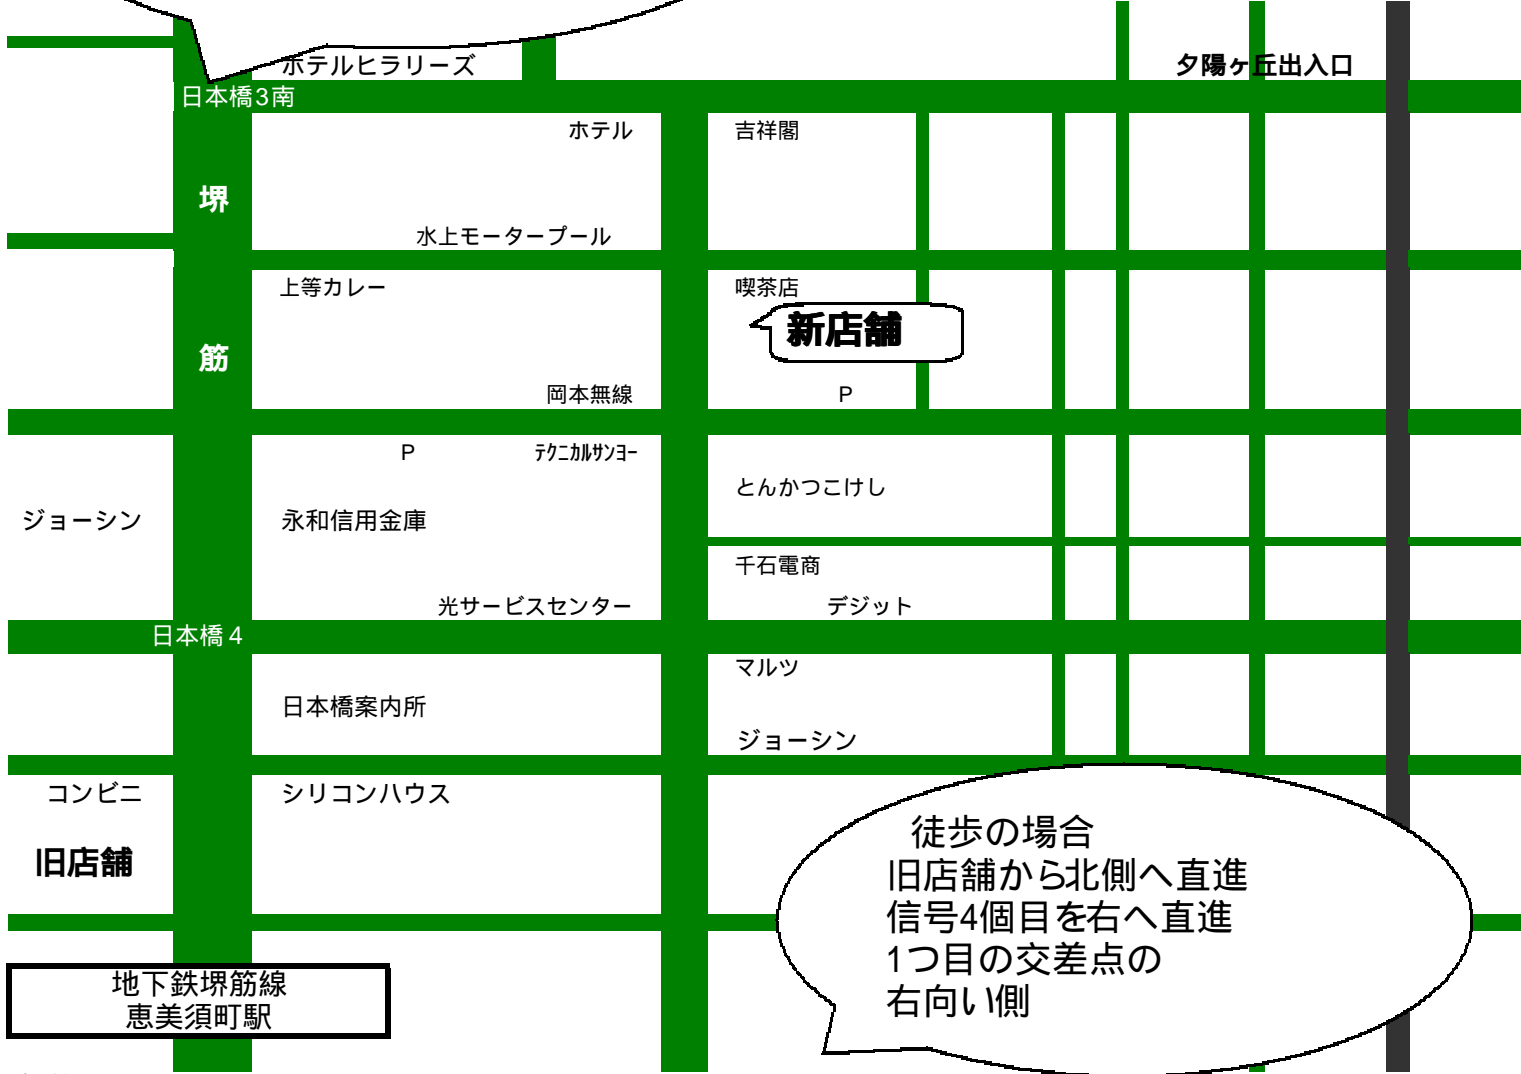 ホテルヒラリーズ
夕陽ヶ丘出入口
日本橋3南
ホテル
吉祥閣
堺
水上モータープール
上等カレー
喫茶店
新店舗
筋
岡本無線
P
P
テクニカルサンヨー
とんかつこけし
ジョーシン
永和信用金庫
千石電商
光サービスセンター
デジット
日本橋4
マルツ
日本橋案内所
ジョーシン
コンビニ
シリコンハウス
旧店舗
徒歩の場合
旧店舗から北側へ直進
信号4個目を右へ直進
1つ目の交差点の
右向い側
地下鉄堺筋線
恵美須町駅